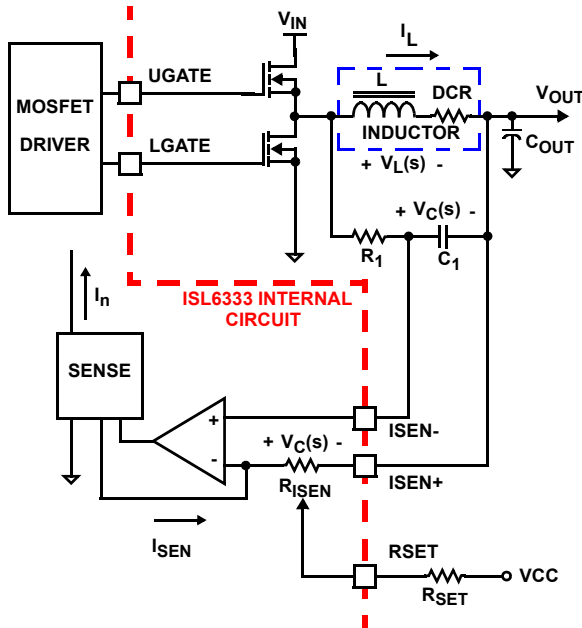 VIN
IL
UGATE
L
DCR
VOUT
MOSFET
DRIVER
INDUCTOR
COUT
LGATE
+ VL(s) -
+ VC(s) -
R1
C1
In
ISL6333 INTERNAL
CIRCUIT
SENSE
+
ISEN-
+ VC(s) -
-
RISEN
ISEN+
ISEN
RSET
VCC
RSET